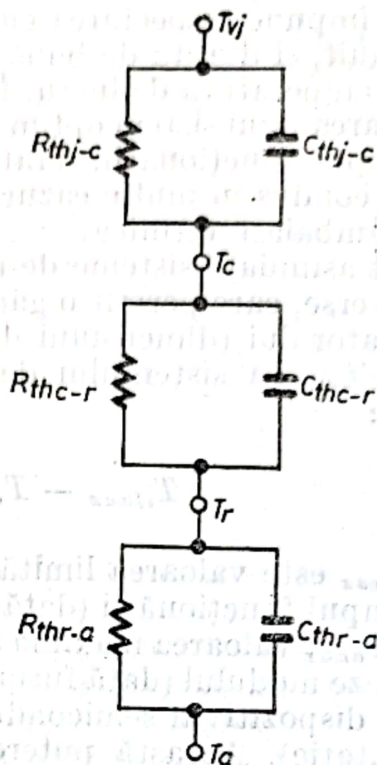 Tvj
Rthj-c
Cthj-c
Tc
Rthc-r
Cthc-r
Tr
Rthr-a
Cthr-a
Ta